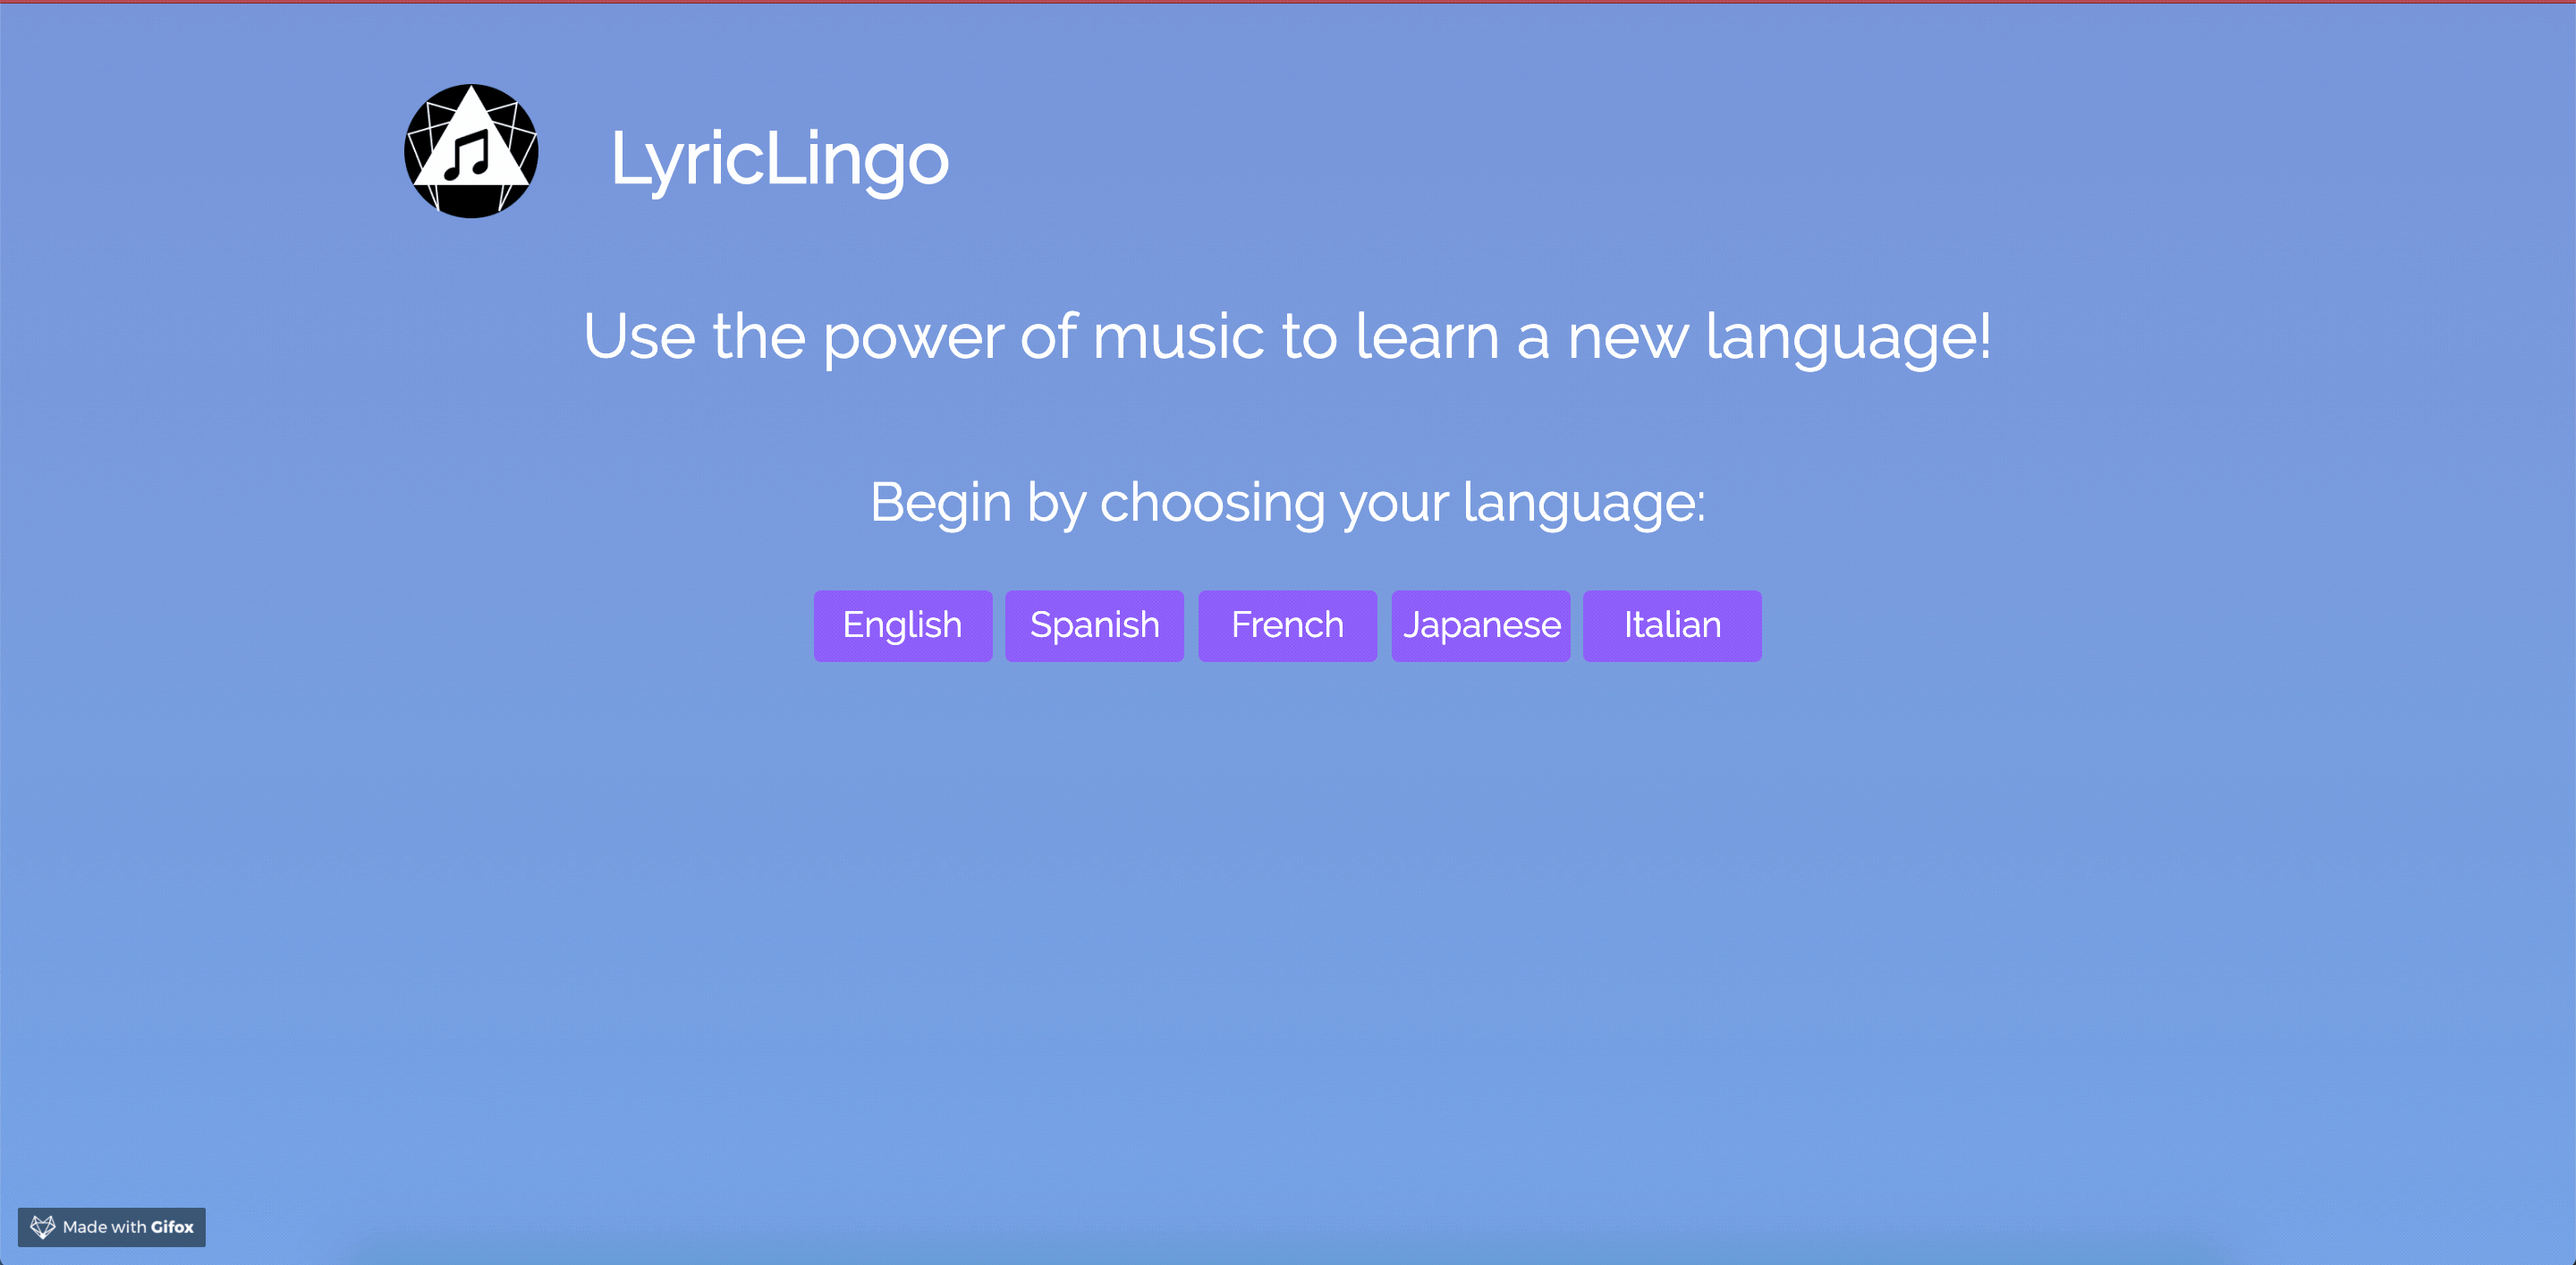 LyricLingo
Use the power of music to learn a new language!
Begin by choosing your language:
English Spanish French Japanese Italian
Made with Gifox